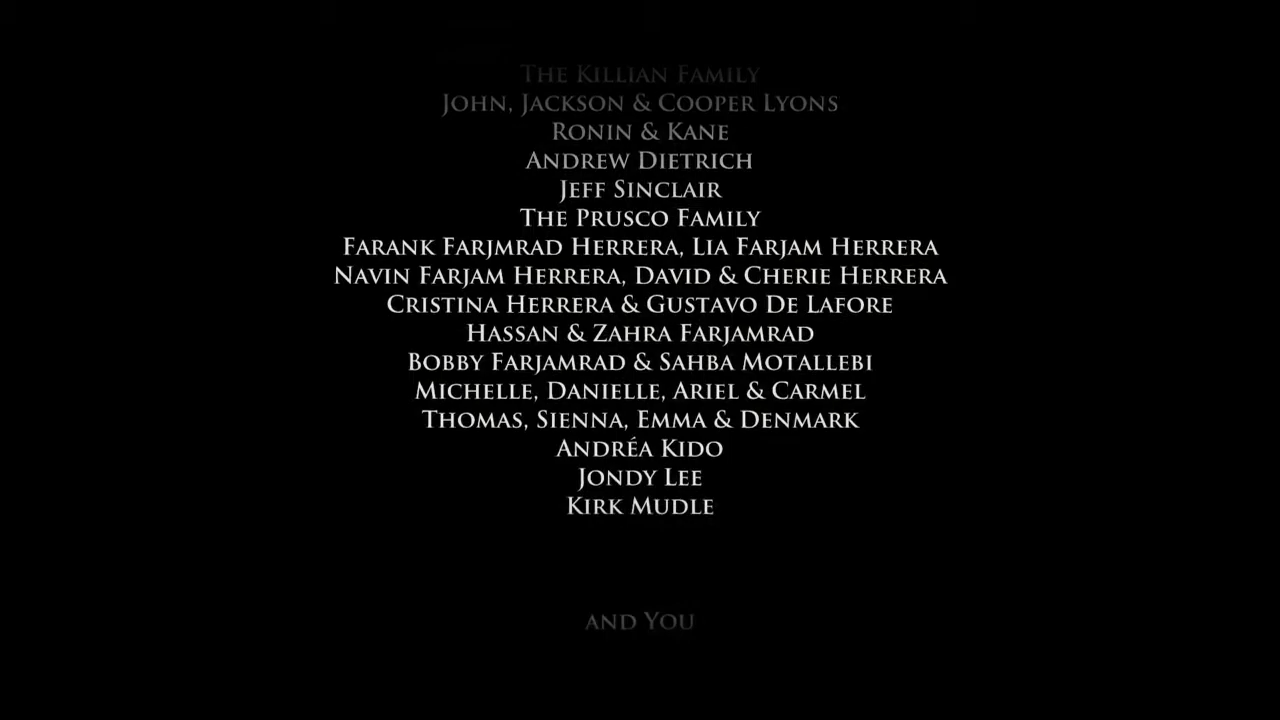 The Killian Family
John, Jackson & Cooper Lyons
Ronin & Kane
Andrew Dietrich
Jeff Sinclair
The Prusco Family
Farank Farjmrad Herrera, Lia Farjam Herrera
Navin Farjam Herrera, David & Cherie Herrera
Cristina Herrera & Gustavo De Lafore
Hassan & Zahra Farjamrad
Bobby Farjamrad & Sahba Motallebi
Michelle, Danielle, Ariel & Carmel
Thomas, Sienna, Emma & Denmark
Andréa Kido
Jondy Lee
Kirk Mudle
and You